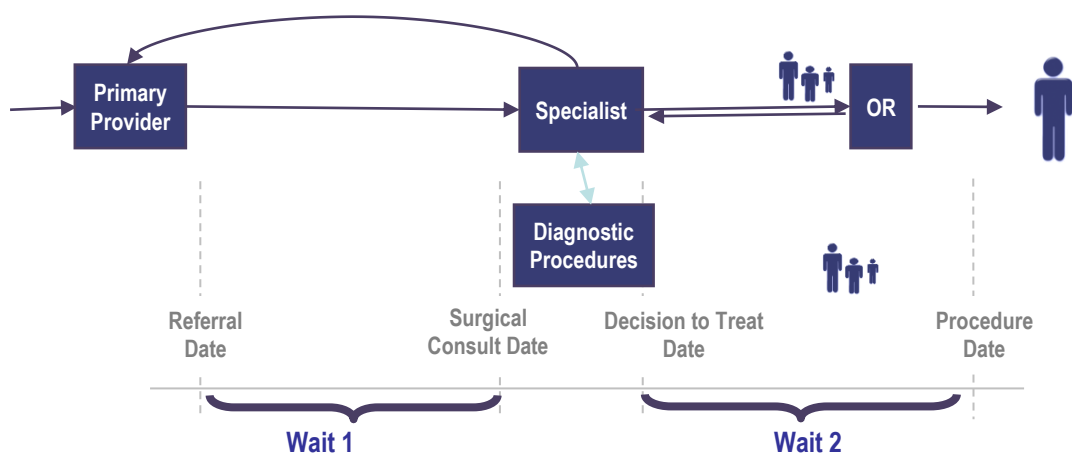 Primary
Provider
Specialist
OR
Diagnostic
Procedures
Referral
Date
Surgical
Consult Date
Decision to Treat
Date
Procedure
Date
Wait 1
Wait 2